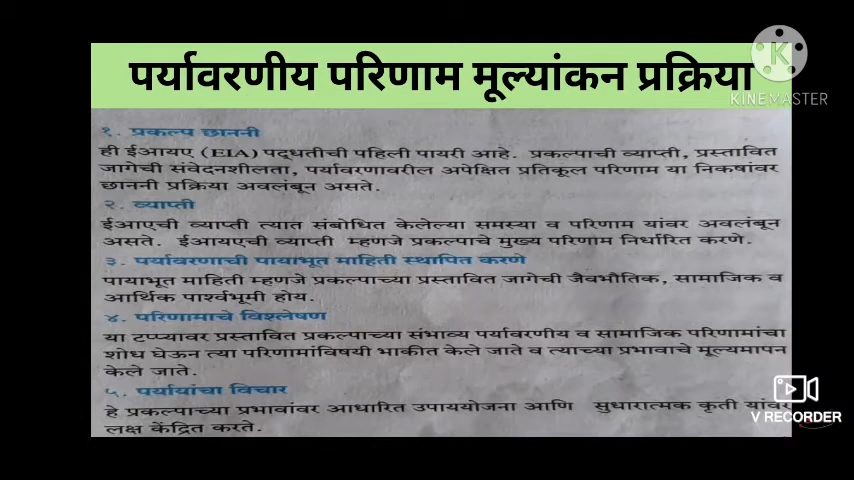 पर्यावरणीय परिणाम मूल्यांकन प्रक्रिया
KINEMASTER
१. प्रकल्प छाननी
ही ईआयए (EIA) पद्धतीची पहिली पायरी आहे. प्रकल्पाची व्याप्ती, प्रस्तावित
जागेची संवेदनशीलता, पर्यावरणावरील अपेक्षित प्रतिकूल परिणाम या निकषांवर
छाननी प्रक्रिया अवलंबून असते.
२. व्याप्ती
ईआएची व्याप्ती त्यात संबोधित केलेल्या समस्या व परिणाम यांवर अवलंबून
असते. ईआयएची व्याप्ती म्हणजे प्रकल्पाचे मुख्य परिणाम निर्धारित करणे.
३. पर्यावरणाची पायाभूत माहिती स्थापित करणे
पायाभूत माहिती म्हणजे प्रकल्पाच्या प्रस्तावित जागेची जैवभौतिक, सामाजिक व
आर्थिक पार्श्वभूमी होय.
४. परिणामाचे विश्लेषण
या टप्प्यावर प्रस्तावित प्रकल्पाच्या संभाव्य पर्यावरणीय व सामाजिक परिणामांचा
शोध घेऊन त्या परिणामांविषयी भाकीत केले जाते व त्याच्या प्रभावाचे मूल्यमापन
केले जाते.
५. पर्यायांचा विचार
हे प्रकल्पाच्या प्रभावांवर आधारित उपाययोजना आणि सुधारात्मक कृती यांवर
लक्ष केंद्रित करते.
V RECORDER